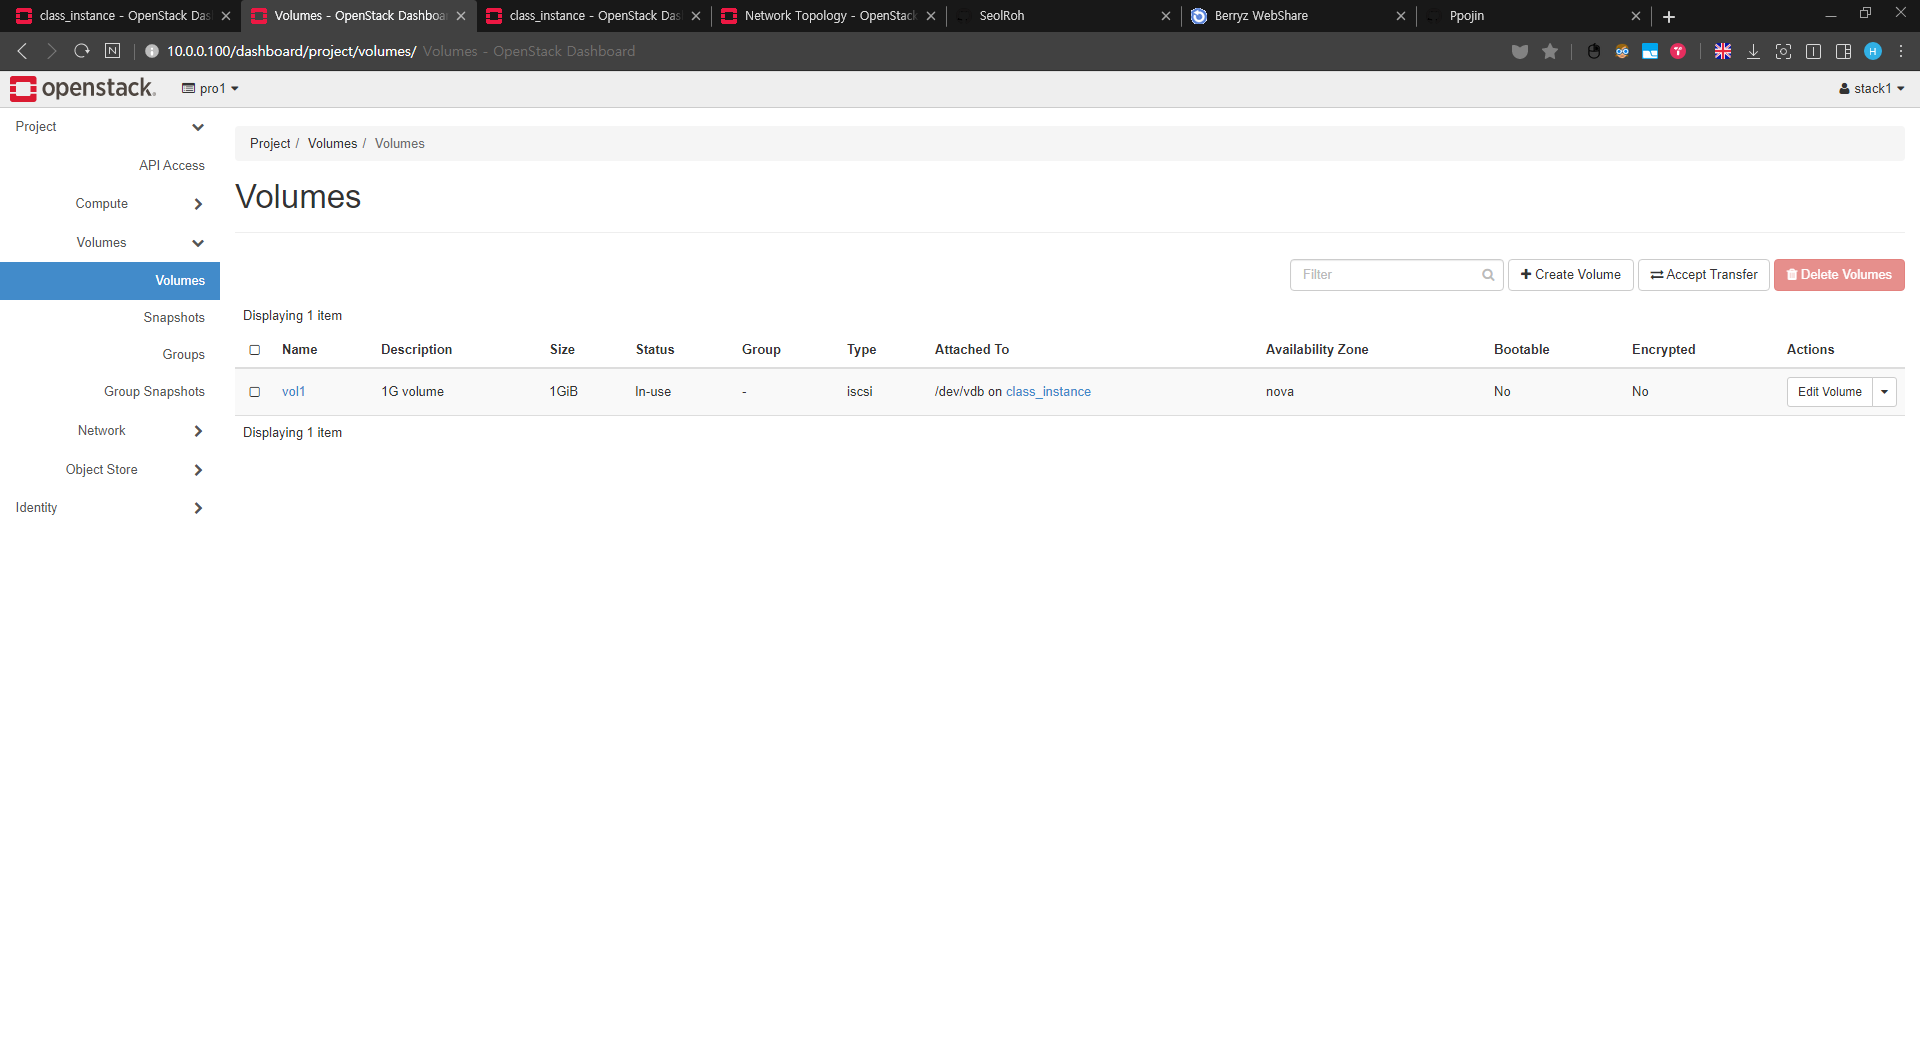 class_instance - OpenStack Das
Volumes - OpenStack Dashboa
class_instance - OpenStack Das
Network Topology - OpenStack
SeolRoh
Berryz WebShare
Ppojin
N
10.0.0.100/dashboard/project/volumes/ Volumes - OpenStack Dashboard
H
openstack.
pro1
stack1
Project
API Access
Compute
Volumes
Volumes
Snapshots
Groups
Group Snapshots
Network
Object Store
Identity
Project / Volumes / Volumes
Volumes
Filter
Create Volume
Accept Transfer
Delete Volumes
Displaying 1 item
Name Description Size Status Group Type Attached To Availability Zone Bootable Encrypted Actions
vol1 1G volume 1GiB In-use - iscsi /dev/vdb on class_instance nova No No Edit Volume
Displaying 1 item